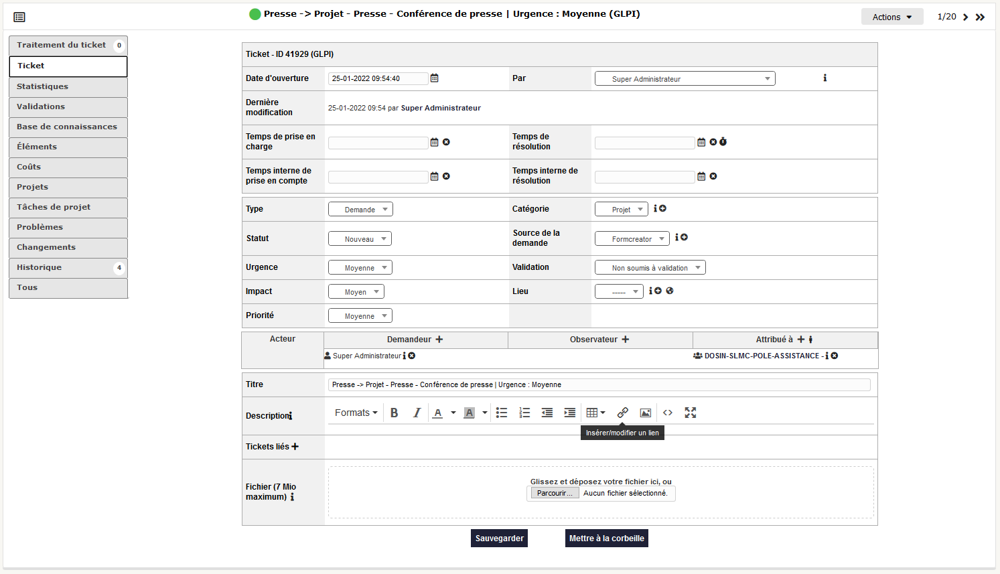 Presse -> Projet - Presse - Conférence de presse | Urgence : Moyenne (GLPI)
Actions
1/20
Traitement du ticket 0
Ticket
Statistiques
Validations
Base de connaissances
Éléments
Coûts
Projets
Tâches de projet
Problèmes
Changements
Historique 4
Tous
Ticket - ID 41929 (GLPI)
Date d'ouverture 25-01-2022 09:54:40 Par Super Administrateur
Dernière
modification
25-01-2022 09:54 par Super Administrateur
Temps de prise en
charge
Temps de
résolution
Temps interne de
prise en compte
Temps interne de
résolution
Type Demande Catégorie Projet
Statut Nouveau
Source de la
demande
Formcreator
Urgence Moyenne Validation Non soumis à validation
Impact Moyen Lieu -----
Priorité Moyenne
Acteur Demandeur Observateur Attribué à
Super Administrateur DOSIN-SLMC-POLE-ASSISTANCE -
Titre Presse -> Projet - Presse - Conférence de presse | Urgence : Moyenne
Description Formats B I A A
Insérer/modifier un lien
Tickets liés
Fichier (7 Mio
maximum)
Glissez et déposez votre fichier ici, ou
Parcourir... Aucun fichier sélectionné.
Sauvegarder Mettre à la corbeille